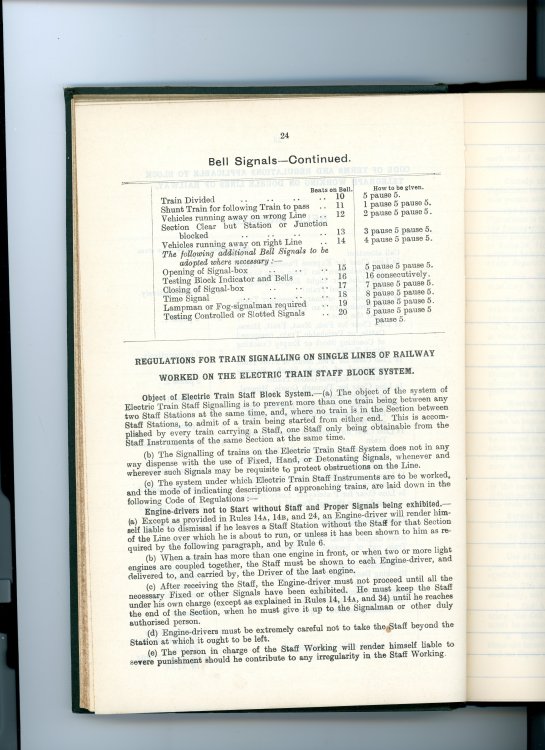 24
Bell Signals—Continued.
Beats on Bell. How to be given.
Train Divided .. .. .. .. 10 5 pause 5.
Shunt Train for following Train to pass .. 11 1 pause 5 pause 5.
Vehicles running away on wrong Line .. 12 2 pause 5 pause 5.
Section Clear but Station or Junction
blocked .. .. .. .. 13 3 pause 5 pause 5.
Vehicles running away on right Line .. 14 4 pause 5 pause 5.
The following additional Bell Signals to be
adopted where necessary :—
Opening of Signal-box .. .. .. 15 5 pause 5 pause 5.
Testing Block Indicator and Bells .. 16 16 consecutively.
Closing of Signal-box .. .. .. 17 7 pause 5 pause 5.
Time Signal .. .. .. .. 18 8 pause 5 pause 5.
Lampman or Fog-signalman required .. 19 9 pause 5 pause 5.
Testing Controlled or Slotted Signals .. 20 5 pause 5 pause 5
pause 5.
REGULATIONS FOR TRAIN SIGNALLING ON SINGLE LINES OF RAILWAY
WORKED ON THE ELECTRIC TRAIN STAFF BLOCK SYSTEM.
Object of Electric Train Staff Block System.—(a) The object of the system of
Electric Train Staff Signalling is to prevent more than one train being between any
two Staff Stations at the same time, and, where no train is in the Section between
Staff Stations, to admit of a train being started from either end. This is accom-
plished by every train carrying a Staff, one Staff only being obtainable from the
Staff Instruments of the same Section at the same time.
(b) The Signalling of trains on the Electric Train Staff System does not in any
way dispense with the use of Fixed, Hand, or Detonating Signals, whenever and
wherever such Signals may be requisite to protect obstructions on the Line.
(c) The system under which Electric Train Staff Instruments are to be worked,
and the mode of indicating descriptions of approaching trains, are laid down in the
following Code of Regulations :—
Engine-drivers not to Start without Staff and Proper Signals being exhibited.—
(a) Except as provided in Rules 14A, 14B, and 24, an Engine-driver will render him-
self liable to dismissal if he leaves a Staff Station without the Staff for that Section
of the Line over which he is about to run, or unless it has been shown to him as re-
quired by the following paragraph, and by Rule 6.
(b) When a train has more than one engine in front, or when two or more light
engines are coupled together, the Staff must be shown to each Engine-driver, and
delivered to, and carried by, the Driver of the last engine.
(c) After receiving the Staff, the Engine-driver must not proceed until all the
necessary Fixed or other Signals have been exhibited. He must keep the Staff
under his own charge (except as explained in Rules 14, 14A, and 34) until he reaches
the end of the Section, when he must give it up to the Signalman or other duly
authorised person.
(d) Engine-drivers must be extremely careful not to take the Staff beyond the
Station at which it ought to be left.
(e) The person in charge of the Staff Working will render himself liable to
severe punishment should he contribute to any irregularity in the Staff Working.